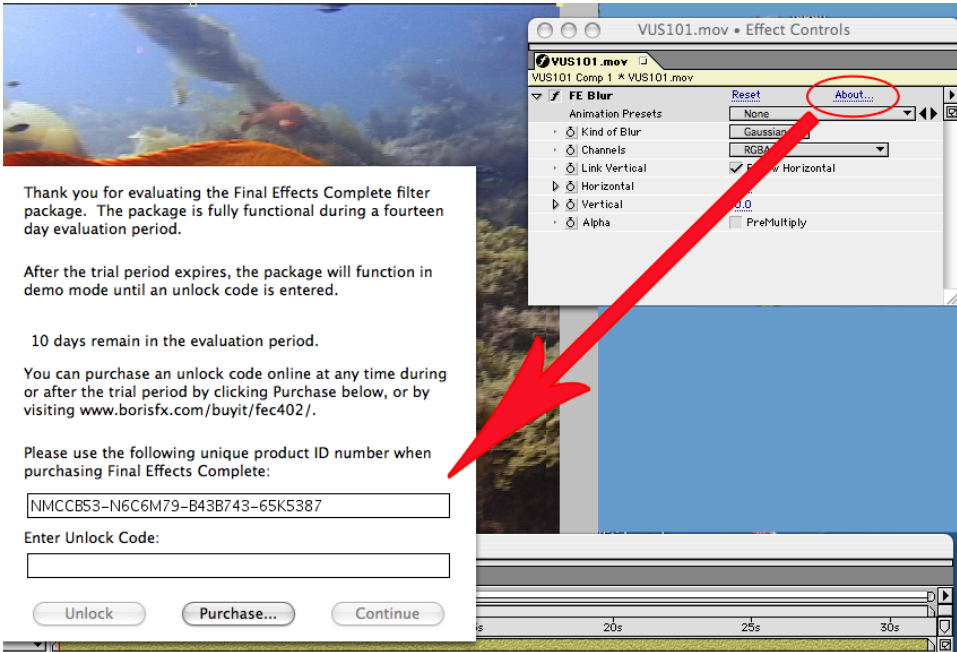 VUS101.mov • Effect Controls
VUS101.mov
VUS101 Comp 1 * VUS101.mov
FE Blur Reset About...
Animation Presets None
Kind of Blur Gaussian
Channels RGBA
Link Vertical Horizontal
Horizontal
Vertical 0.0
Alpha PreMultiply
Thank you for evaluating the Final Effects Complete filter
package. The package is fully functional during a fourteen
day evaluation period.
After the trial period expires, the package will function in
demo mode until an unlock code is entered.
10 days remain in the evaluation period.
You can purchase an unlock code online at any time during
or after the trial period by clicking Purchase below, or by
visiting www.borisfx.com/buyit/fec402/.
Please use the following unique product ID number when
purchasing Final Effects Complete:
NMCCB53-N6C6M79-B43B743-65K5387
Enter Unlock Code:
Unlock Purchase... Continue
20s 25s 30s